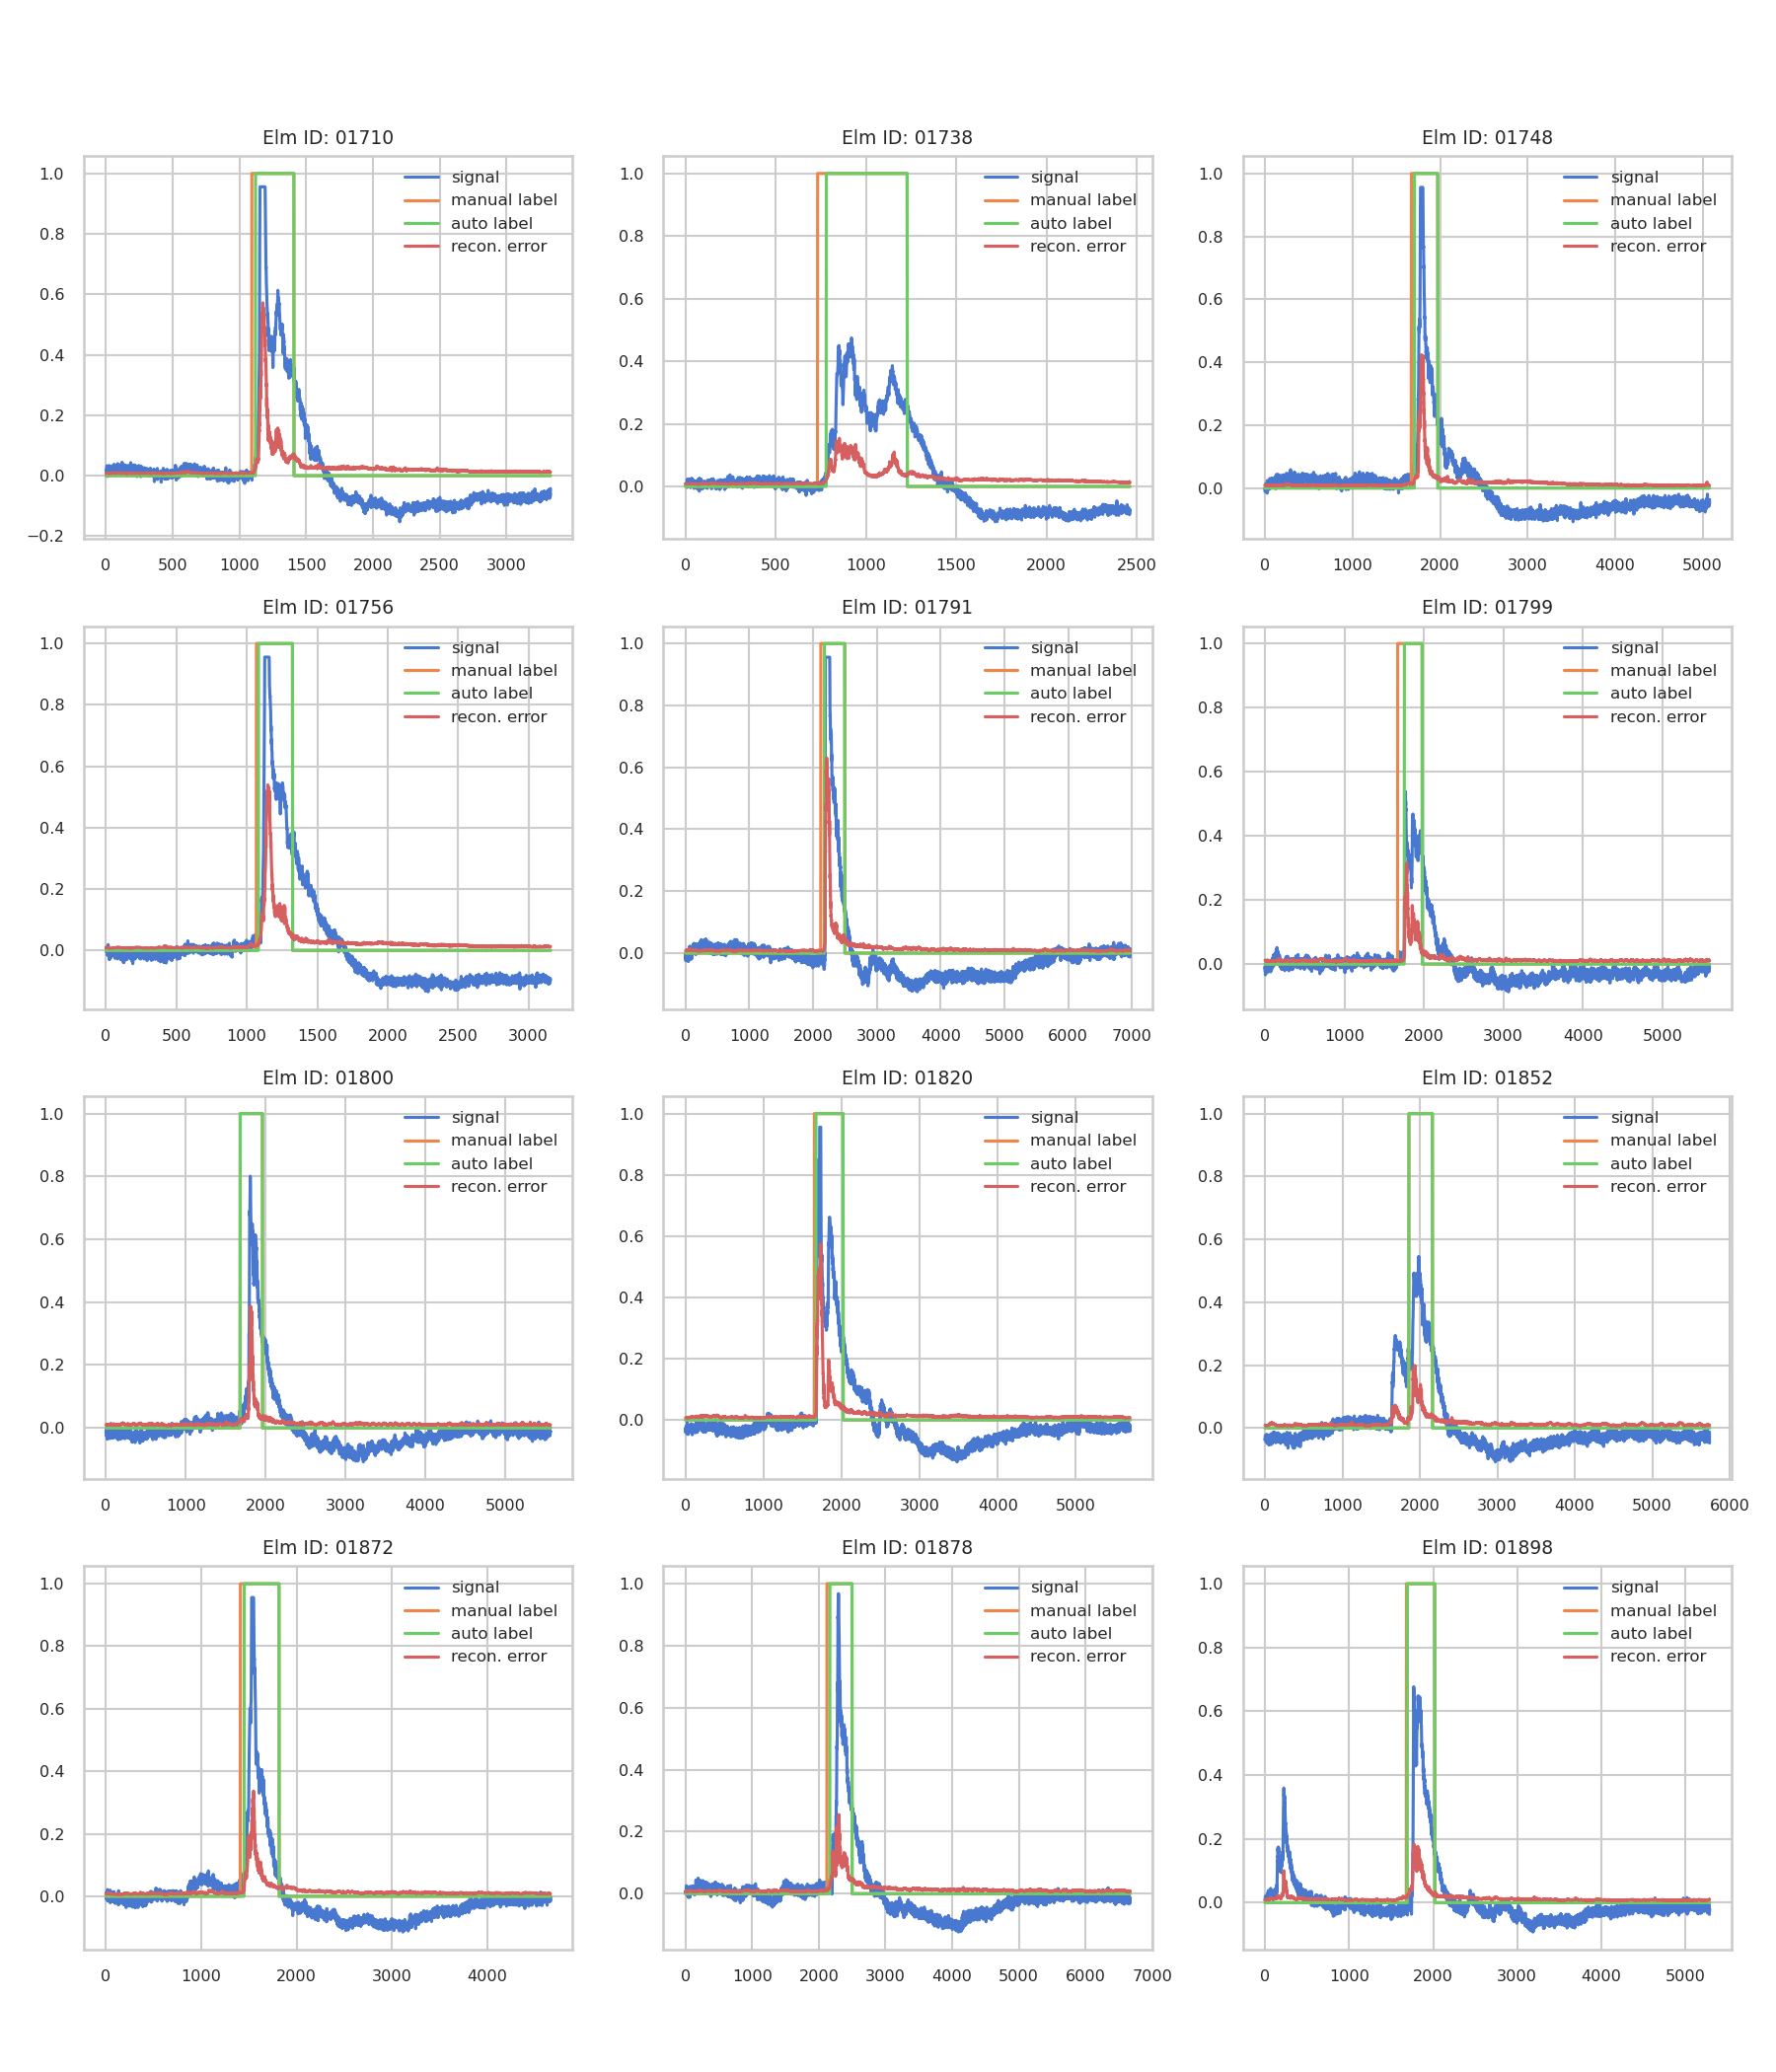 Elm ID: 01710
1.0
0.8
0.6
0.4
0.2
0.0
−0.2
signal
manual label
auto label
recon. error
0 500 1000 1500 2000 2500 3000
Elm ID: 01738
1.0
0.8
0.6
0.4
0.2
0.0
signal
manual label
auto label
recon. error
0 500 1000 1500 2000 2500
Elm ID: 01748
1.0
0.8
0.6
0.4
0.2
0.0
signal
manual label
auto label
recon. error
0 1000 2000 3000 4000 5000
Elm ID: 01756
1.0
0.8
0.6
0.4
0.2
0.0
signal
manual label
auto label
recon. error
0 500 1000 1500 2000 2500 3000
Elm ID: 01791
1.0
0.8
0.6
0.4
0.2
0.0
signal
manual label
auto label
recon. error
0 1000 2000 3000 4000 5000 6000 7000
Elm ID: 01799
1.0
0.8
0.6
0.4
0.2
0.0
signal
manual label
auto label
recon. error
0 1000 2000 3000 4000 5000
Elm ID: 01800
1.0
0.8
0.6
0.4
0.2
0.0
signal
manual label
auto label
recon. error
0 1000 2000 3000 4000 5000
Elm ID: 01820
1.0
0.8
0.6
0.4
0.2
0.0
signal
manual label
auto label
recon. error
0 1000 2000 3000 4000 5000
Elm ID: 01852
1.0
0.8
0.6
0.4
0.2
0.0
signal
manual label
auto label
recon. error
0 1000 2000 3000 4000 5000 6000
Elm ID: 01872
1.0
0.8
0.6
0.4
0.2
0.0
signal
manual label
auto label
recon. error
0 1000 2000 3000 4000
Elm ID: 01878
1.0
0.8
0.6
0.4
0.2
0.0
signal
manual label
auto label
recon. error
0 1000 2000 3000 4000 5000 6000 7000
Elm ID: 01898
1.0
0.8
0.6
0.4
0.2
0.0
signal
manual label
auto label
recon. error
0 1000 2000 3000 4000 5000